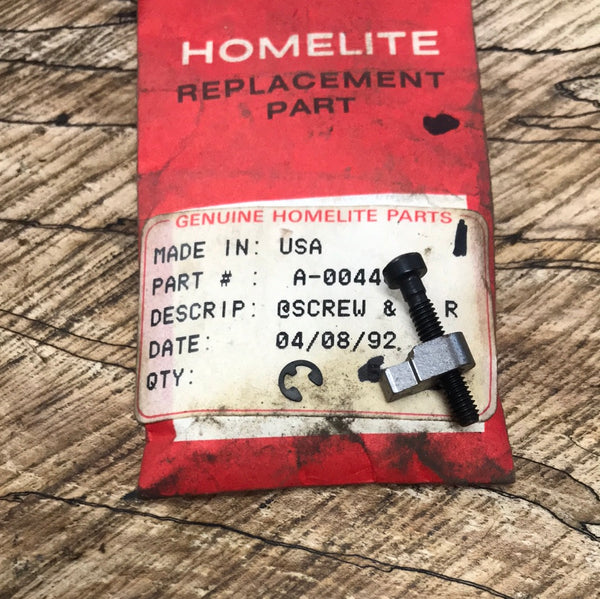 HOMELITE
REPLACEMENT
PART
GENUINE HOMELITE PARTS
MADE IN: USA
PART # : A-0044
DESCRIP: @SCREW & R
DATE: 04/08/92
QTY: